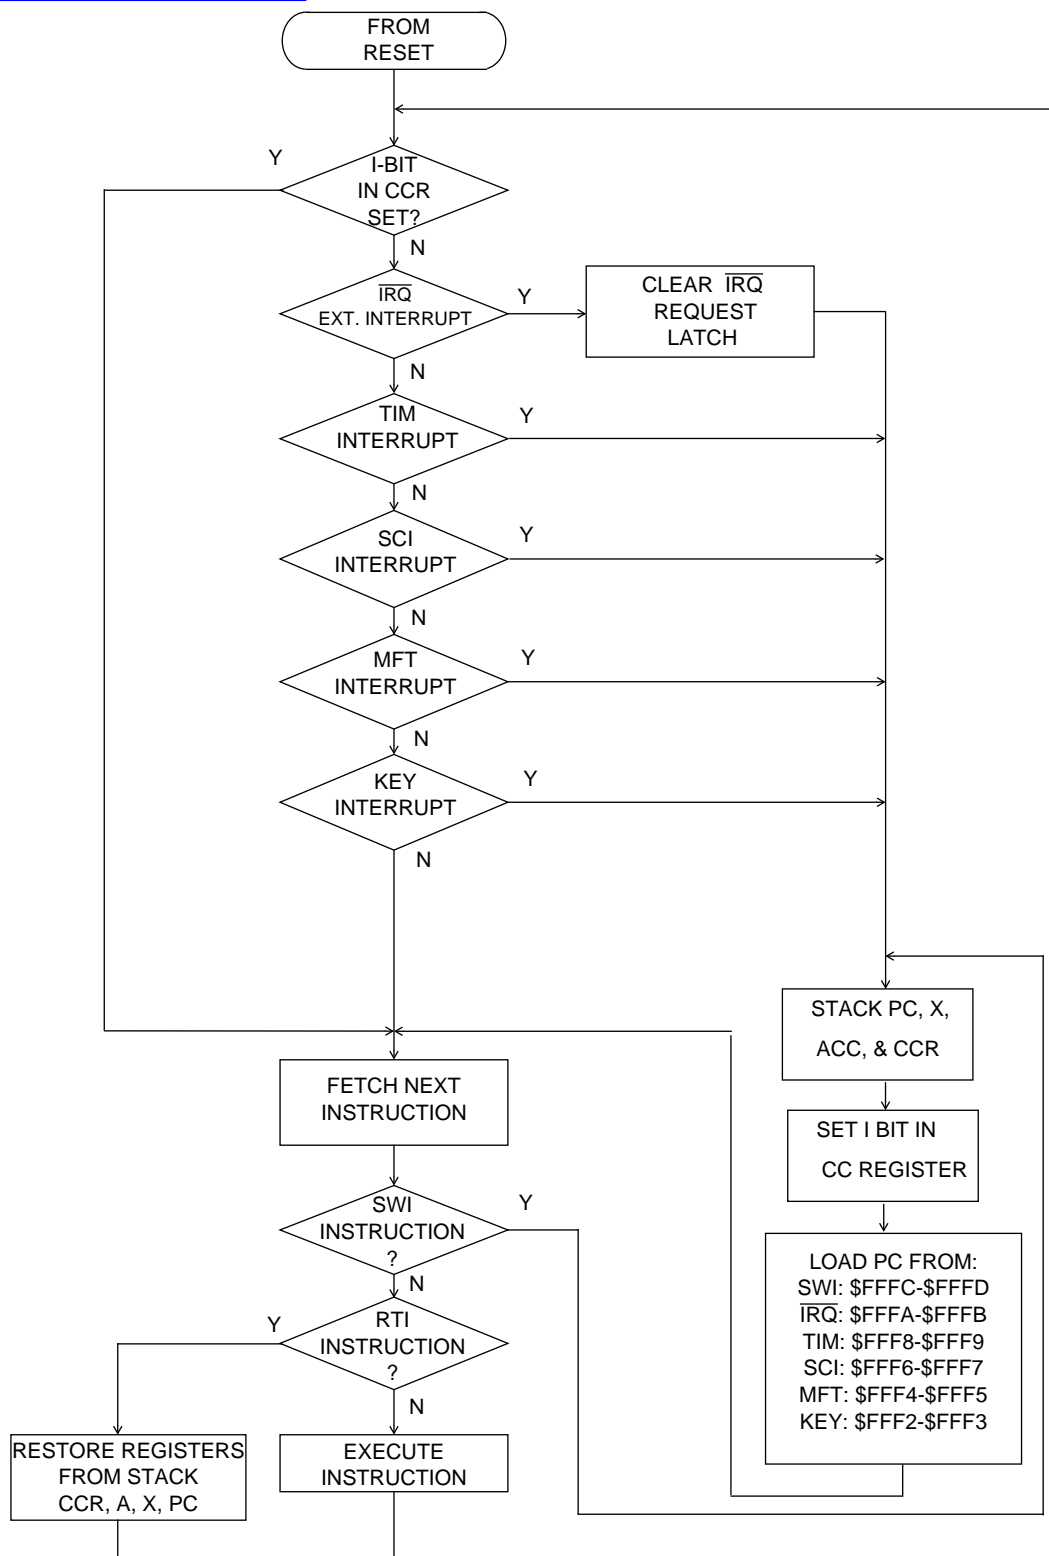 FROM
RESET
Y
I-BIT
IN CCR
SET?
N
IRQ
EXT. INTERRUPT
Y
CLEAR IRQ
REQUEST
LATCH
N
TIM
INTERRUPT
Y
N
SCI
INTERRUPT
Y
N
MFT
INTERRUPT
Y
N
KEY
INTERRUPT
Y
N
STACK PC, X,
ACC, & CCR
SET I BIT IN
CC REGISTER
LOAD PC FROM:
SWI: $FFFC-$FFFD
IRQ: $FFFA-$FFFB
TIM: $FFF8-$FFF9
SCI: $FFF6-$FFF7
MFT: $FFF4-$FFF5
KEY: $FFF2-$FFF3
FETCH NEXT
INSTRUCTION
SWI
INSTRUCTION
?
Y
N
RTI
INSTRUCTION
?
Y
N
RESTORE REGISTERS
FROM STACK
CCR, A, X, PC
EXECUTE
INSTRUCTION